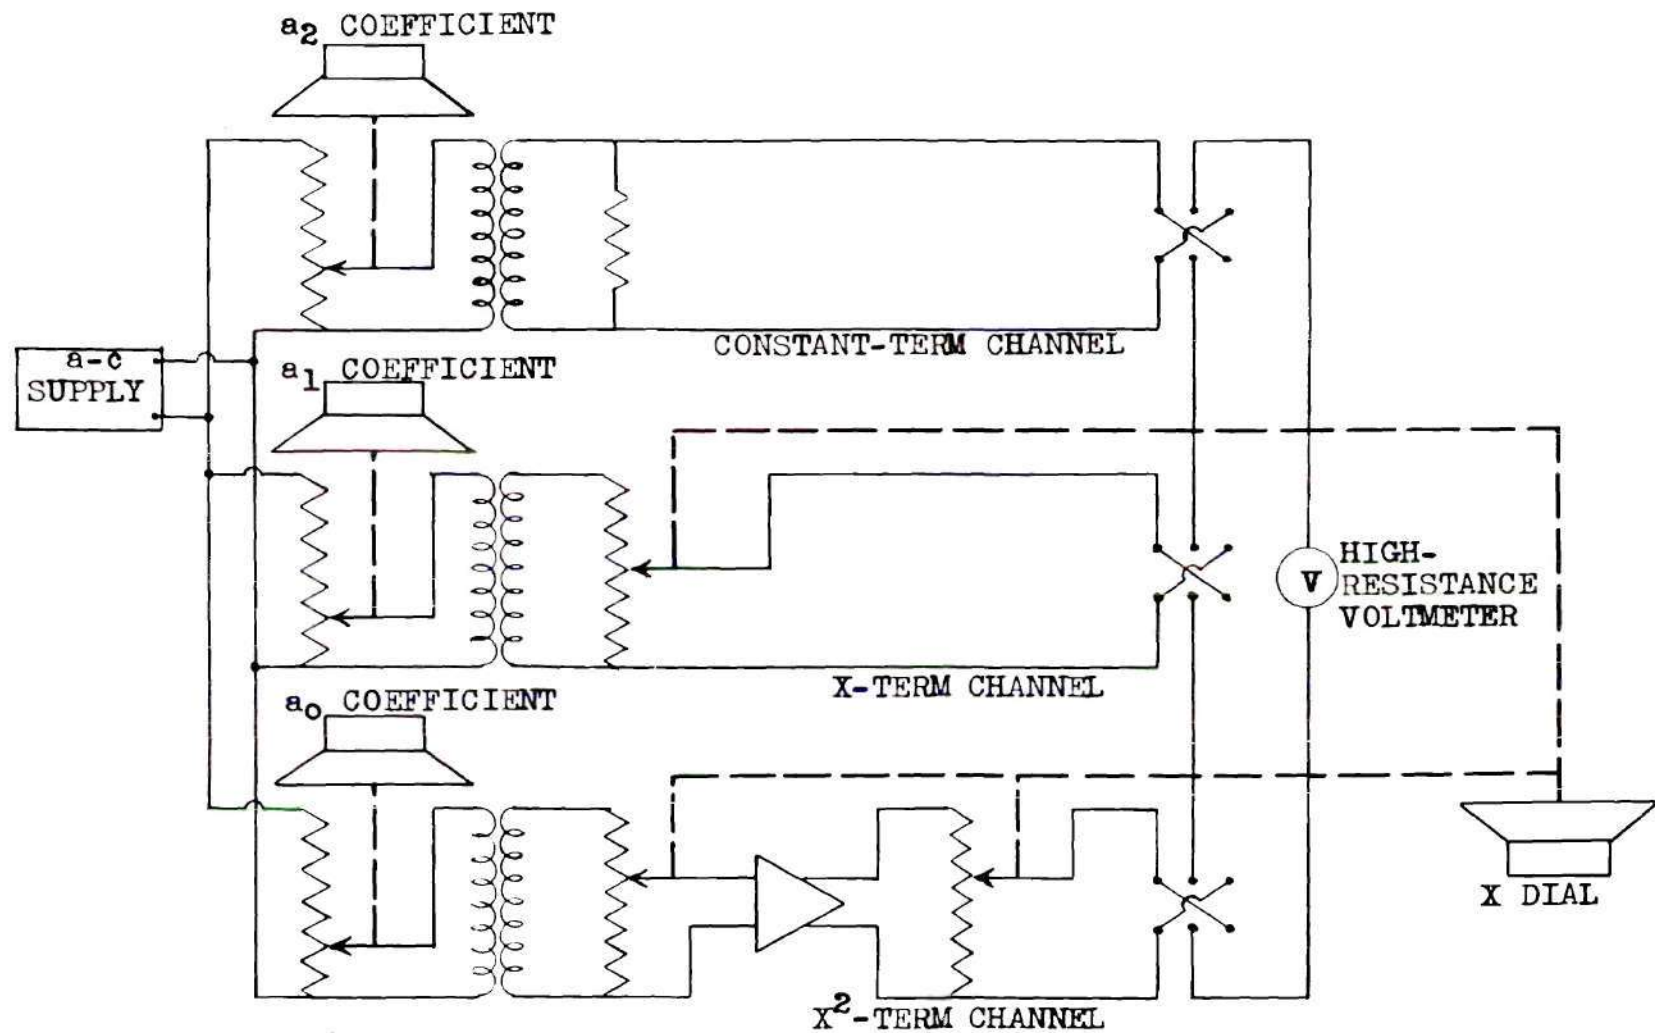 a₂ COEFFICIENT
CONSTANT-TERM CHANNEL
a-c
SUPPLY
a₁ COEFFICIENT
HIGH-
V RESISTANCE
VOLTMETER
X-TERM CHANNEL
a₀ COEFFICIENT
X DIAL
X²-TERM CHANNEL